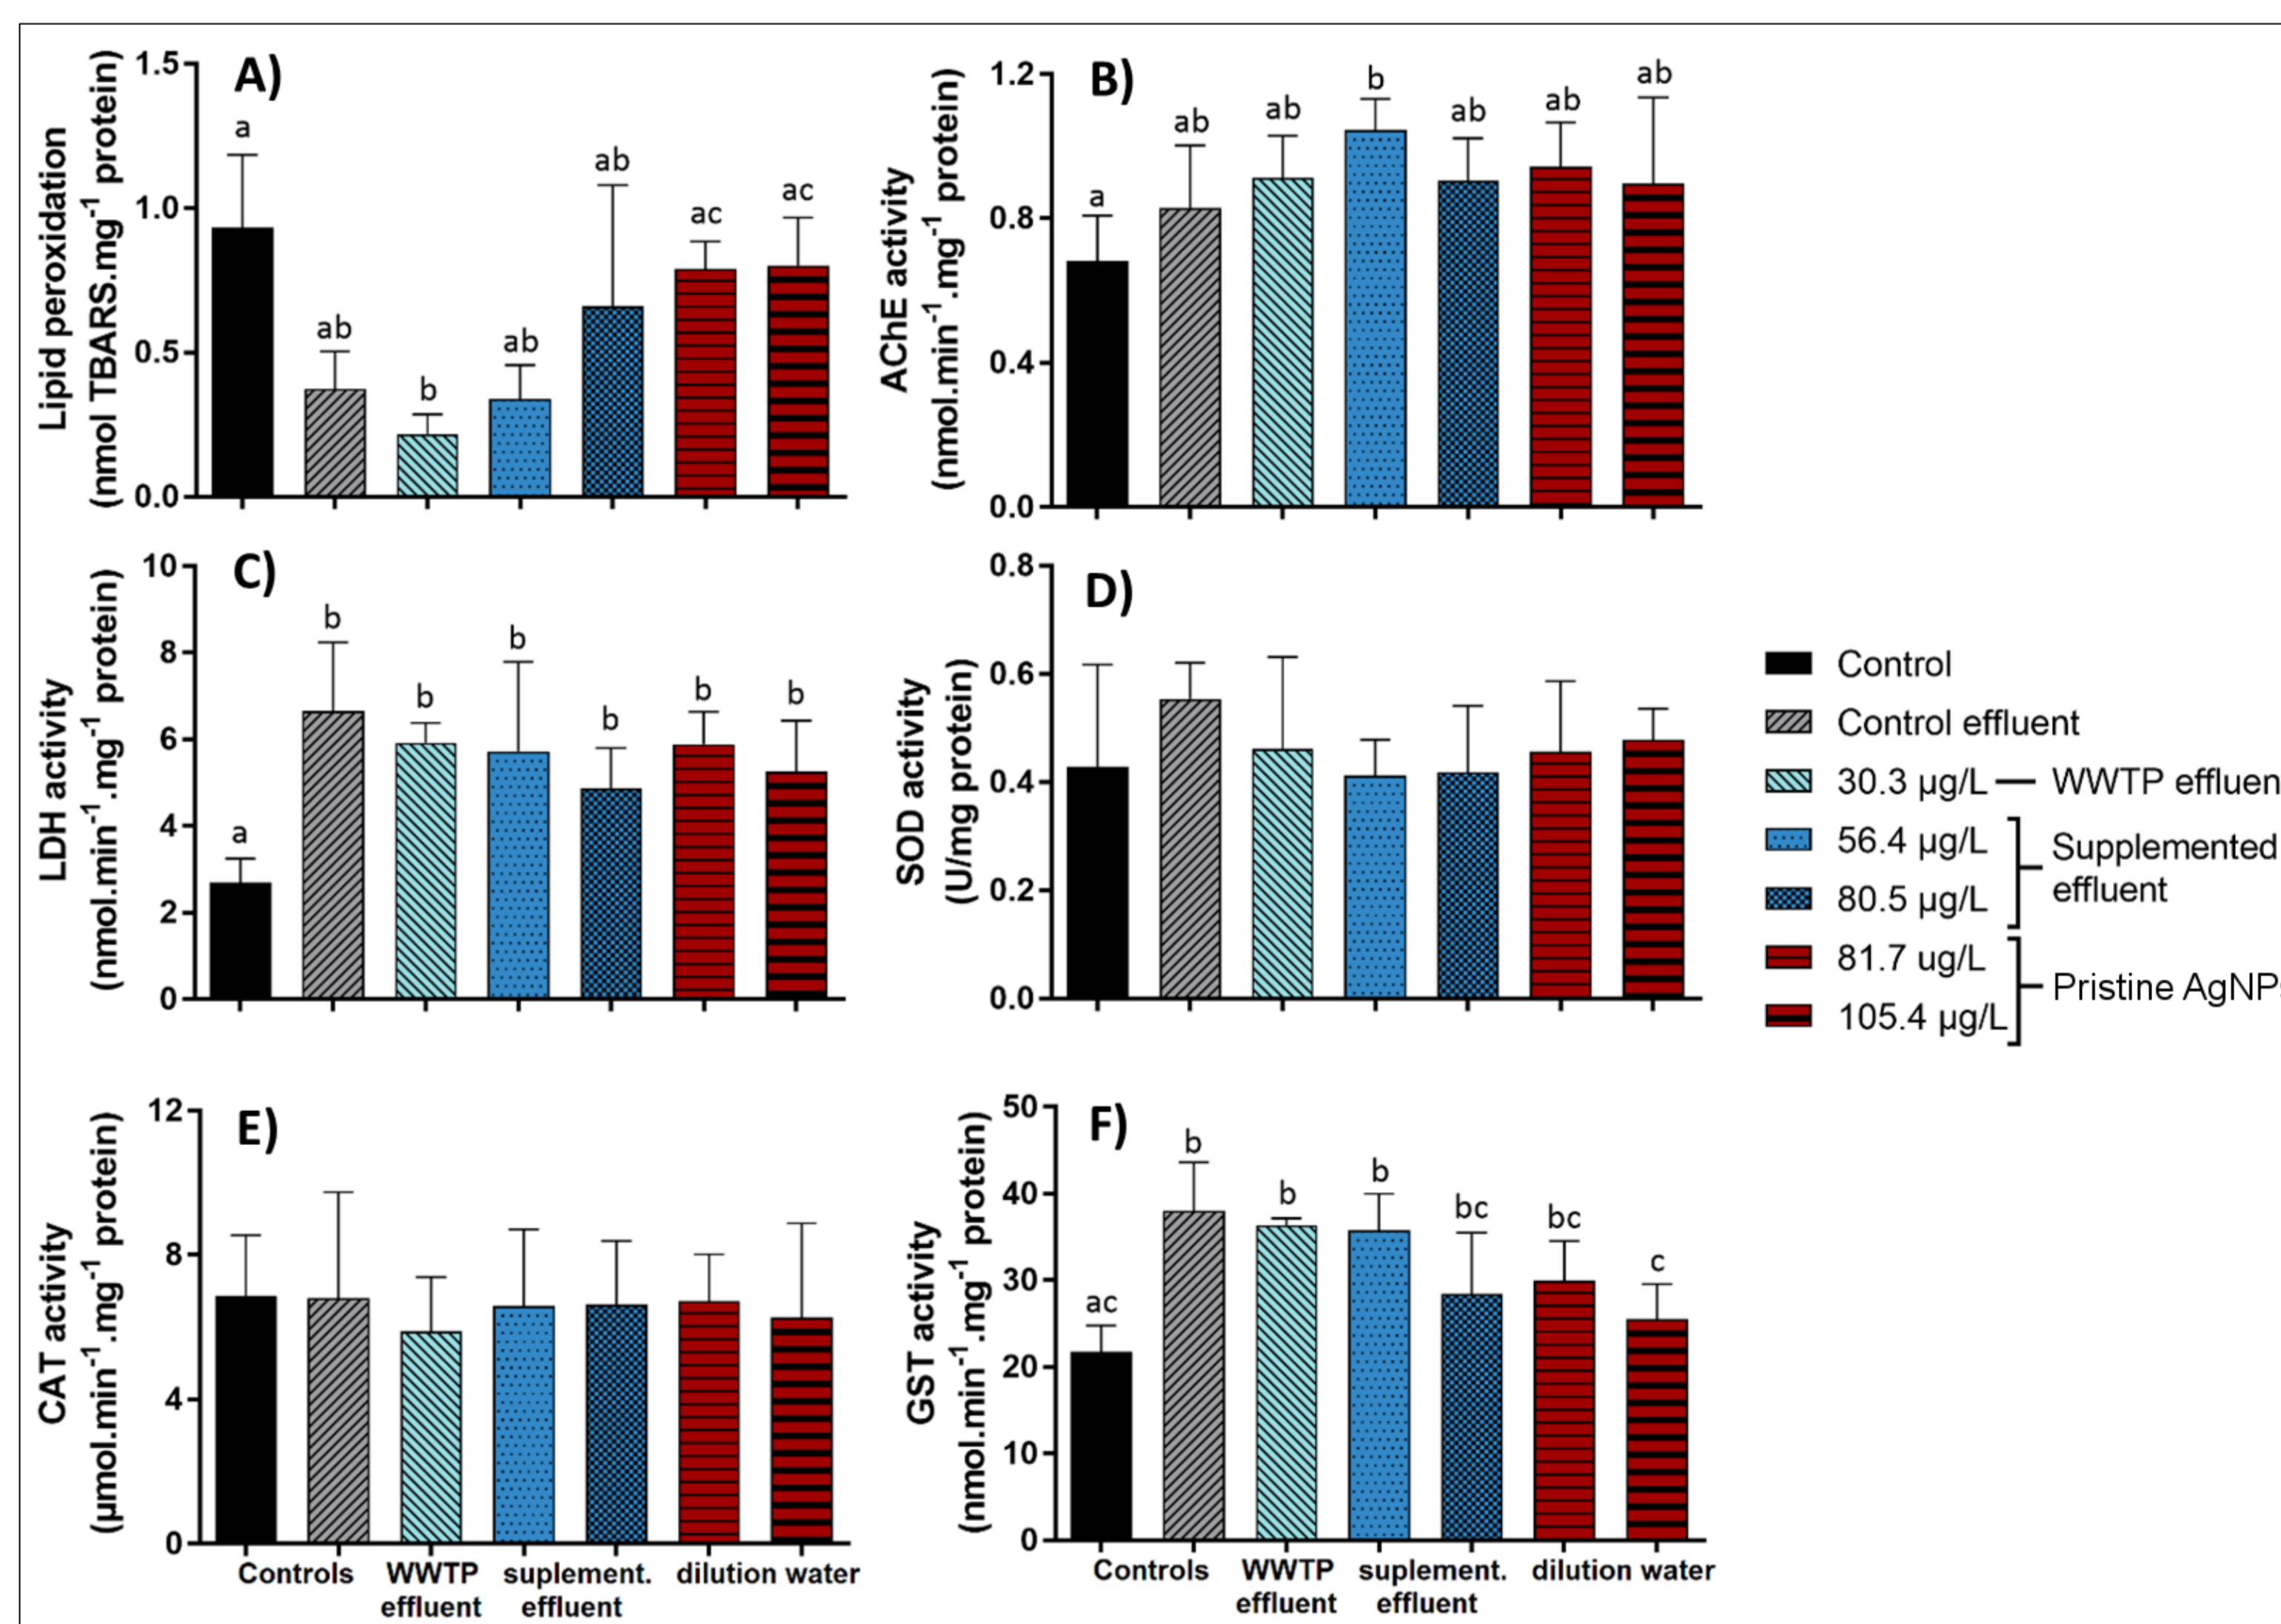 A)
Lipid peroxidation
(nmol TBARS.mg-1 protein)
1.5
1.0
0.5
0.0
a
ab
b
ab
ab
ac
ac
B)
AChE activity
(nmol.min-1.mg-1 protein)
1.2
0.8
0.4
0.0
a
ab
ab
b
ab
ab
ab
C)
LDH activity
(nmol.min-1.mg-1 protein)
10
8
6
4
2
0
a
b
b
b
b
b
b
D)
SOD activity
(U/mg protein)
0.8
0.6
0.4
0.2
0.0
Control
Control effluent
30.3 µg/L
WWTP effluen
56.4 µg/L
80.5 µg/L
Supplemented
effluent
81.7 ug/L
105.4 µg/L
Pristine AgNP
E)
CAT activity
(µmol.min-1.mg-1 protein)
12
8
4
0
Controls
WWTP
effluent
suplement.
effluent
dilution water
F)
GST activity
(nmol.min-1.mg-1 protein)
50
40
30
20
10
0
ac
b
b
b
bc
bc
c
Controls
WWTP
effluent
suplement.
effluent
dilution water